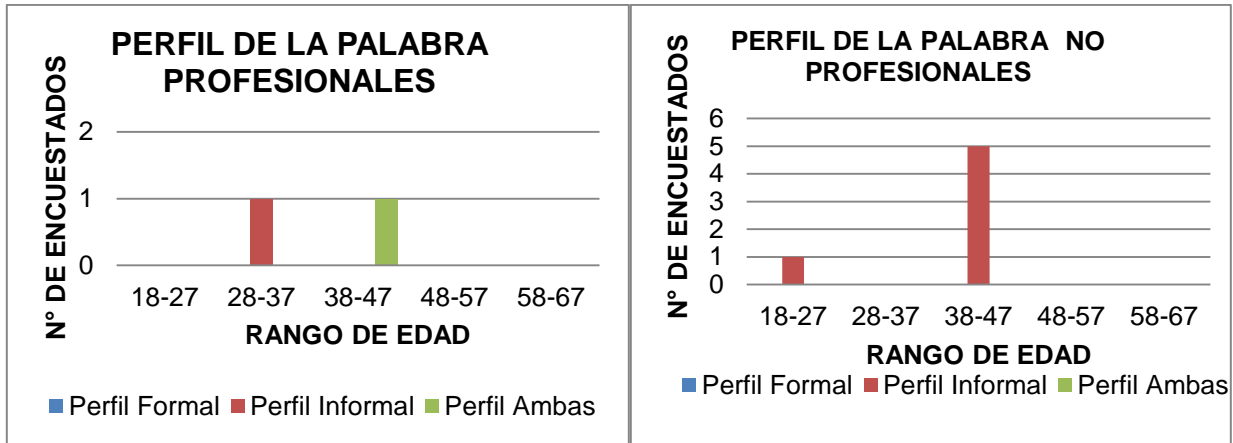 PERFIL DE LA PALABRA
PROFESIONALES
N° DE ENCUESTADOS
2
1
0
18-27 28-37 38-47 48-57 58-67
RANGO DE EDAD
Perfil Formal Perfil Informal Perfil Ambas
PERFIL DE LA PALABRA NO
PROFESIONALES
N° DE ENCUESTADOS
6
5
4
3
2
1
0
18-27 28-37 38-47 48-57 58-67
RANGO DE EDAD
Perfil Formal Perfil Informal Perfil Ambas